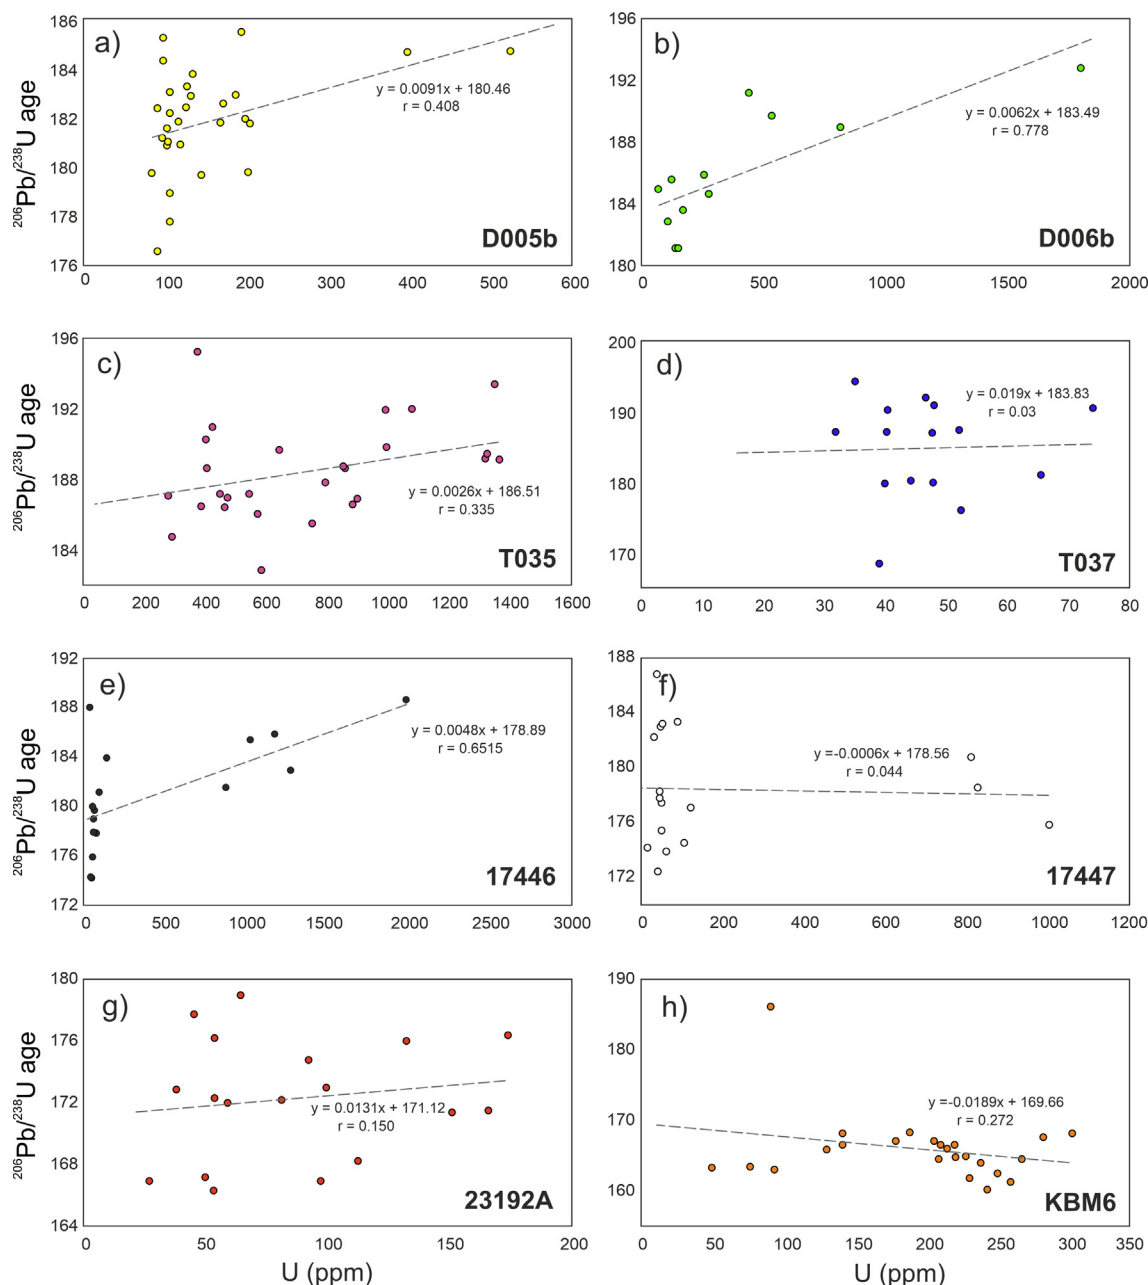 a)
186
184
182
180
178
176
²⁰⁶Pb/²³⁸U age
y = 0.0091x + 180.46
r = 0.408
D005b
0 100 200 300 400 500 600
b)
196
192
188
184
180
y = 0.0062x + 183.49
r = 0.778
D006b
0 500 1000 1500 2000
c)
196
192
188
184
²⁰⁶Pb/²³⁸U age
y = 0.0026x + 186.51
r = 0.335
T035
0 200 400 600 800 1000 1200 1400 1600
d)
200
190
180
170
y = 0.019x + 183.83
r = 0.03
T037
0 10 20 30 40 50 60 70 80
e)
192
188
184
180
176
172
²⁰⁶Pb/²³⁸U age
y = 0.0048x + 178.89
r = 0.6515
17446
0 500 1000 1500 2000 2500 3000
f)
188
184
180
176
172
y =-0.0006x + 178.56
r = 0.044
17447
0 200 400 600 800 1000 1200
g)
180
176
172
168
164
²⁰⁶Pb/²³⁸U age
y = 0.0131x + 171.12
r = 0.150
23192A
0 50 100 150 200
U (ppm)
h)
190
180
170
160
y =-0.0189x + 169.66
r = 0.272
KBM6
0 50 100 150 200 250 300 350
U (ppm)